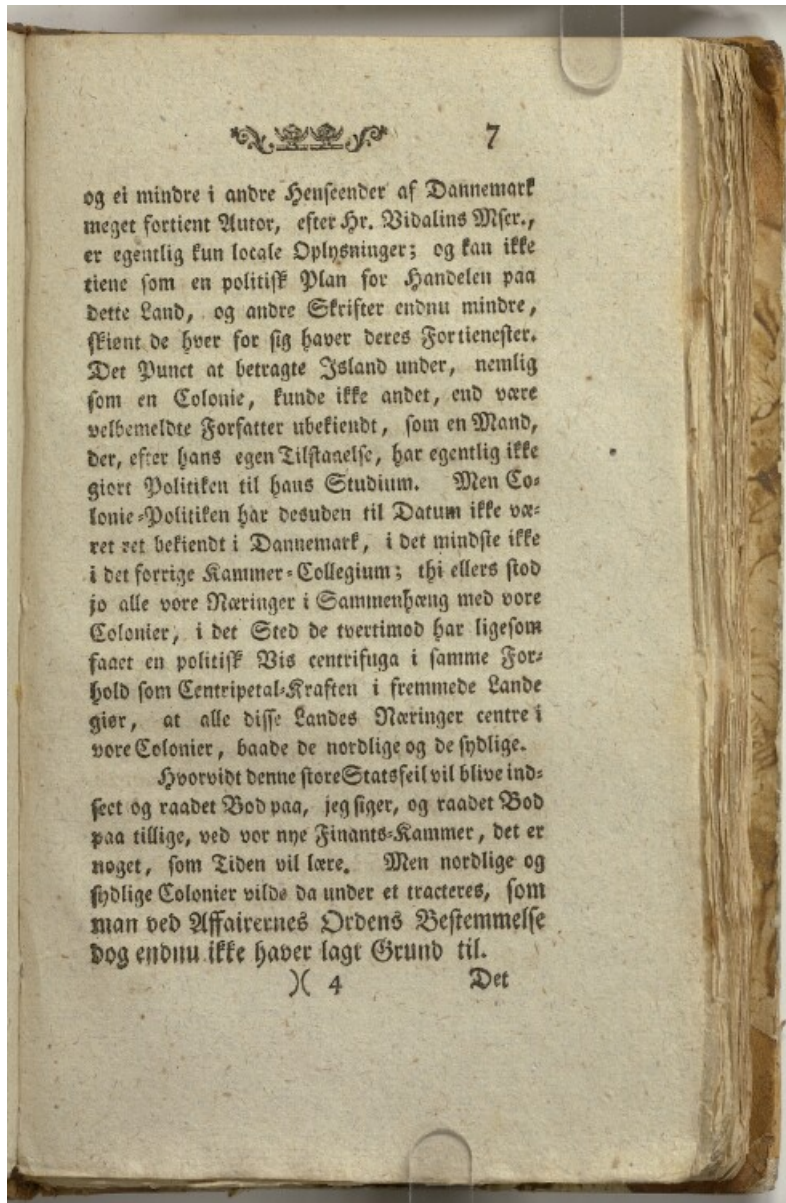 7
og ei mindre i andre Henseender af Dannemark
meget fortient Autor, efter Hr. Vidalins Mscr.,
er egentlig kun locale Oplysninger; og kan ikke
tiene som en politisk Plan for Handelen paa
dette Land, og andre Skrifter endnu mindre,
skiønt de hver for sig haver deres Fortienester.
Det Punct at betragte Island under, nemlig
som en Colonie, kunde ikke andet, end være
velbemeldte Forfatter ubekiendt, som en Mand,
der, efter hans egen Tilstaaelse, har egentlig ikke
giort Politiken til hans Studium. Men Co-
lonie-Politiken har desuden til Datum ikke væ-
ret ret bekiendt i Dannemark, i det mindste ikke
i det forrige Kammer-Collegium; thi ellers stod
jo alle vore Næringer i Sammenhæng med vore
Colonier, i det Sted de tvertimod har ligesom
faaet en politisk Vis centrifuga i samme For-
hold som Centripetal-Kraften i fremmede Lande
giør, at alle disse Landes Næringer centre i
vore Colonier, baade de nordlige og de sydlige.
Hvorvidt denne store Statsfeil vil blive ind-
seet og raadet Bod paa, jeg siger, og raadet Bod
paa tillige, ved vor nye Finants-Kammer, det er
noget, som Tiden vil lære. Men nordlige og
sydlige Colonier vilde da under et tracteres, som
man ved Affairernes Ordens Bestemmelse
dog endnu ikke haver lagt Grund til.
)( 4 Det